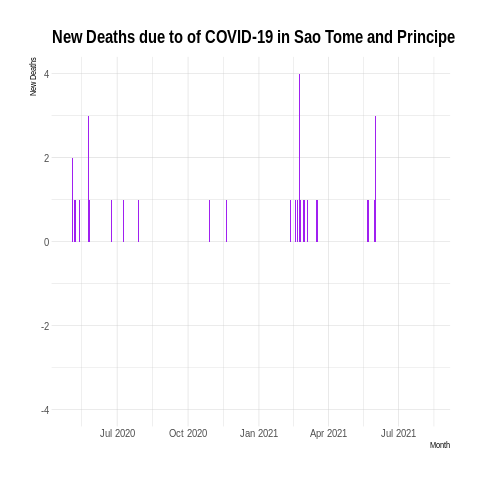 New Deaths due to of COVID-19 in Sao Tome and Principe
New Deaths
4
2
0
-2
-4
Jul 2020 Oct 2020 Jan 2021 Apr 2021 Jul 2021
Month